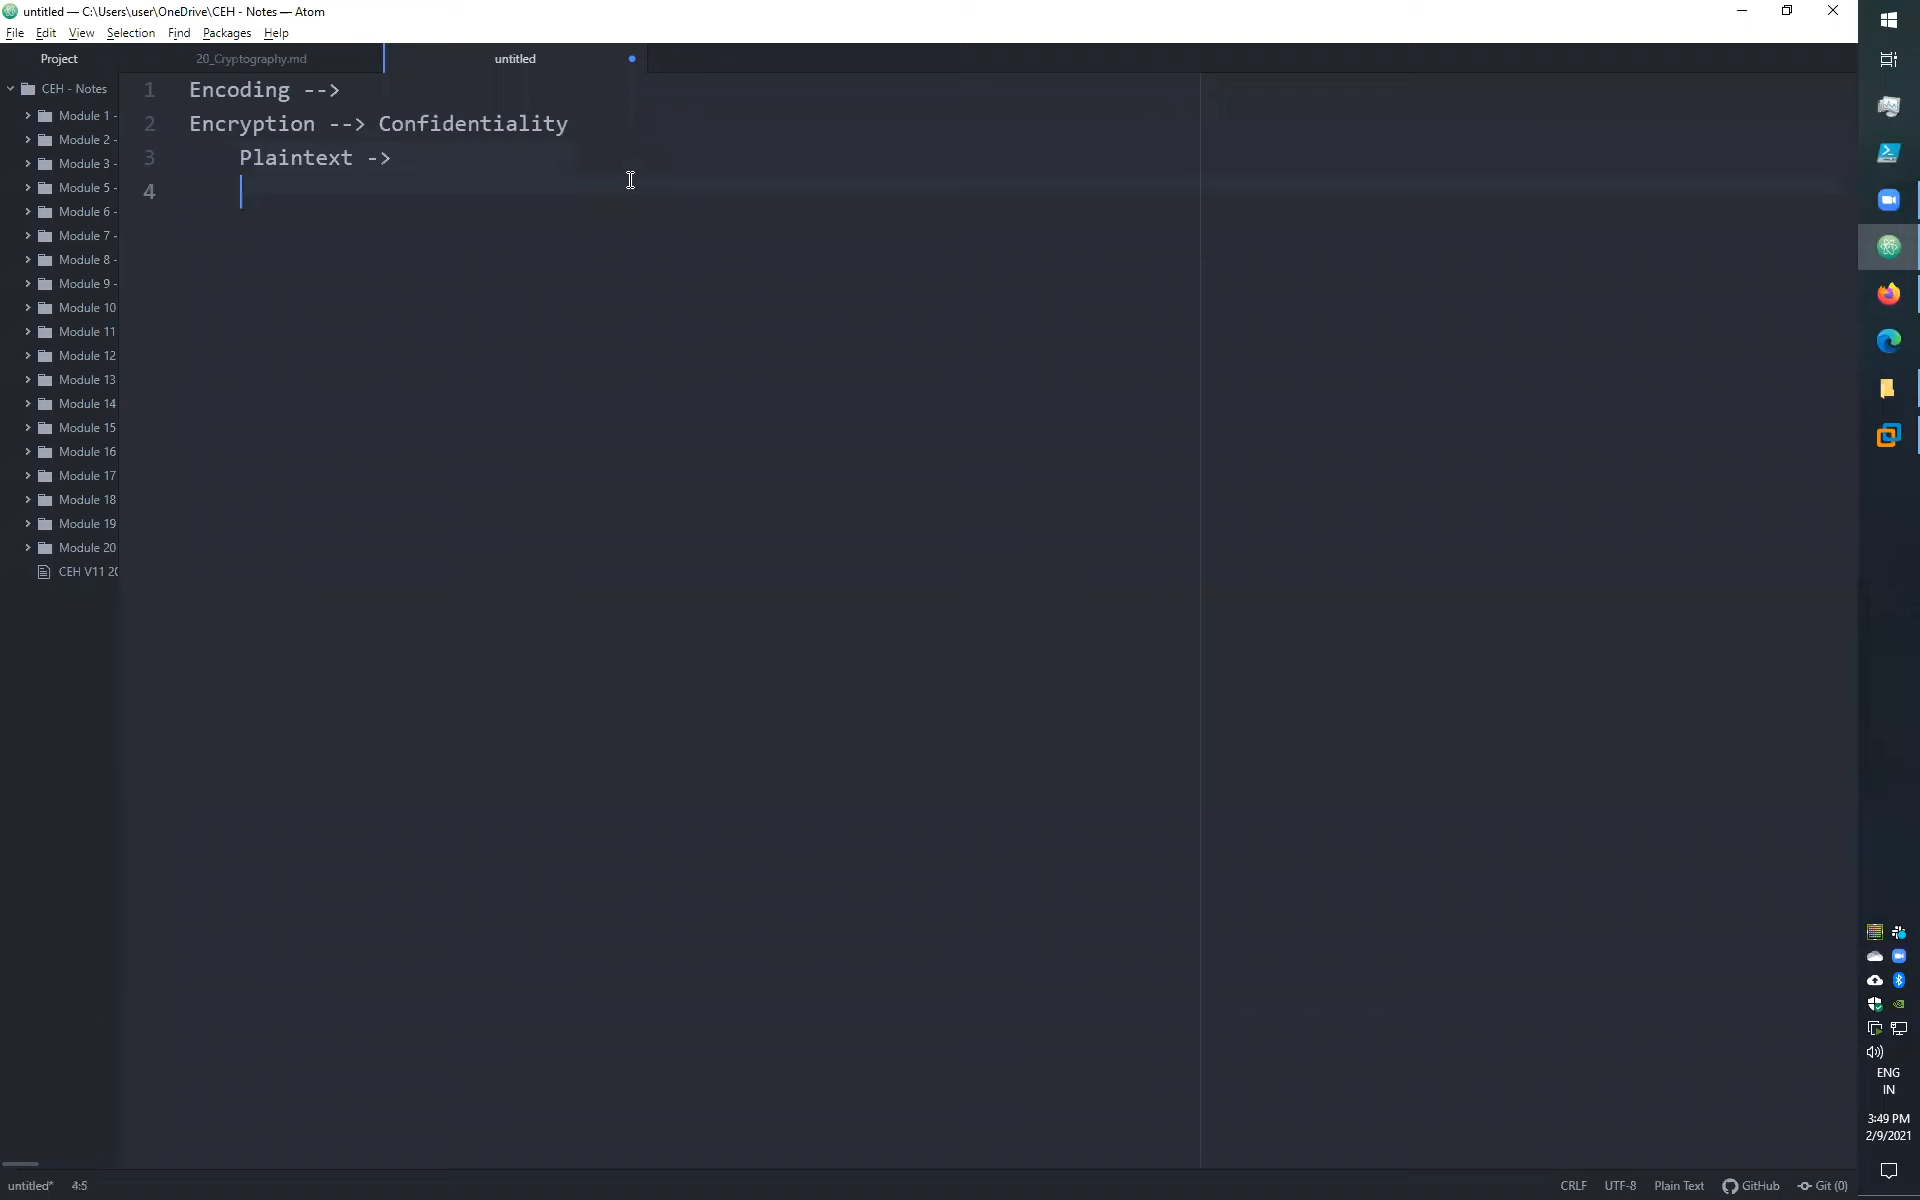 untitled — C:\Users\user\OneDrive\CEH - Notes — Atom
File Edit View Selection Find Packages Help
Project
20_Cryptography.md
untitled
CEH - Notes
Module 1 -
Module 2 -
Module 3 -
Module 5 -
Module 6 -
Module 7 -
Module 8 -
Module 9 -
Module 10
Module 11
Module 12
Module 13
Module 14
Module 15
Module 16
Module 17
Module 18
Module 19
Module 20
CEH V11 20
1 Encoding -->
2 Encryption --> Confidentiality
3 Plaintext ->
4
untitled* 4:5
CRLF UTF-8 Plain Text GitHub Git (0)
ENG
IN
3:49 PM
2/9/2021